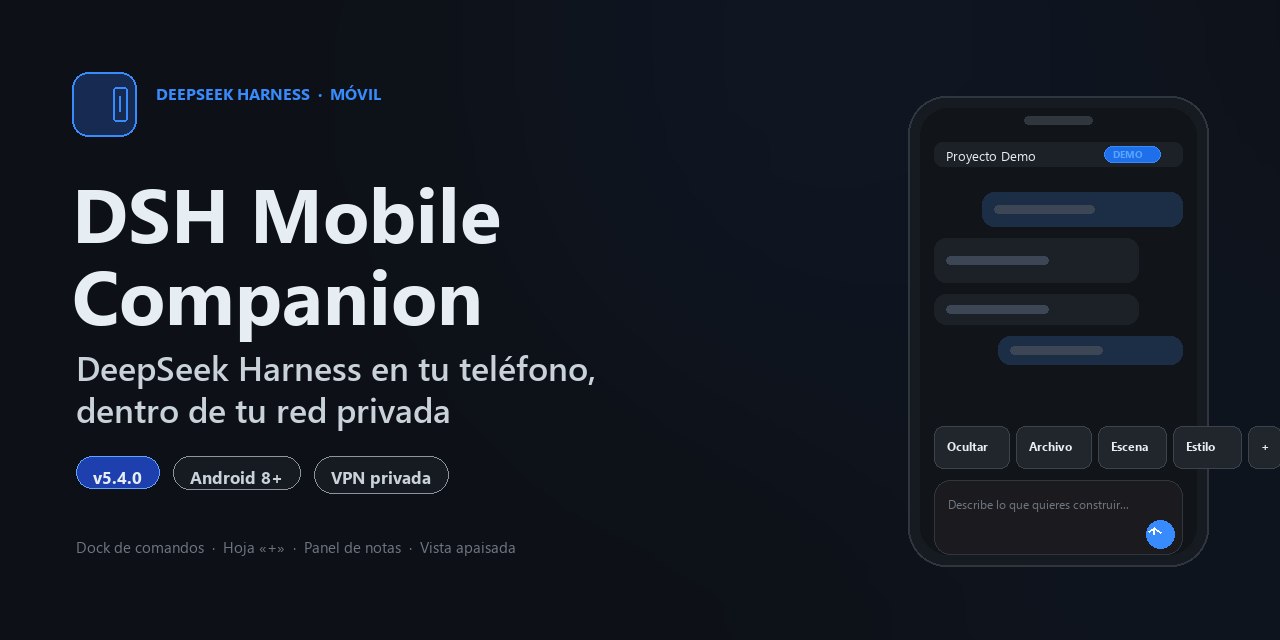 DEEPSEEK HARNESS · MÓVIL
DSH Mobile
Companion
DeepSeek Harness en tu teléfono,
dentro de tu red privada
v5.4.0 Android 8+ VPN privada
Dock de comandos · Hoja «+» · Panel de notas · Vista apaisada
Proyecto Demo DEMO
Ocultar Archivo Escena Estilo +
Describe lo que quieres construir...